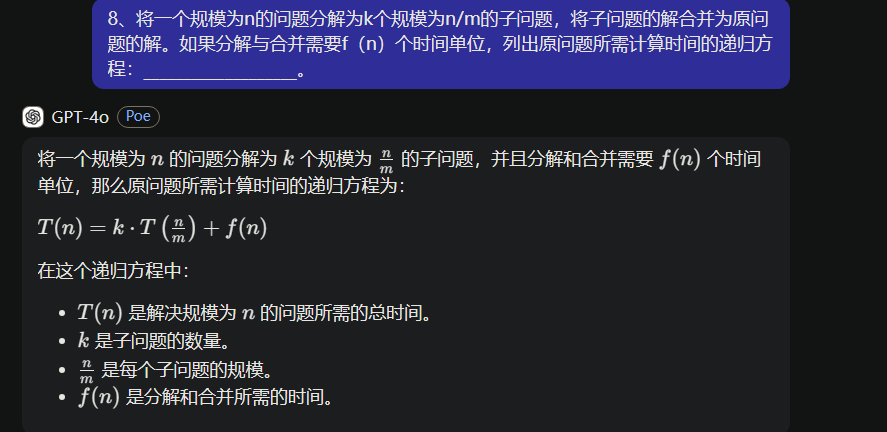 8、将一个规模为n的问题分解为k个规模为n/m的子问题，将子问题的解合并为原问
题的解。如果分解与合并需要f（n）个时间单位，列出原问题所需计算时间的递归方
程：__________________。
GPT-4o Poe
将一个规模为 n 的问题分解为 k 个规模为 n/m 的子问题，并且分解和合并需要 f(n) 个时间
单位，那么原问题所需计算时间的递归方程为：
T(n) = k · T (n/m) + f(n)
在这个递归方程中：
• T(n) 是解决规模为 n 的问题所需的总时间。
• k 是子问题的数量。
• n/m 是每个子问题的规模。
• f(n) 是分解和合并所需的时间。